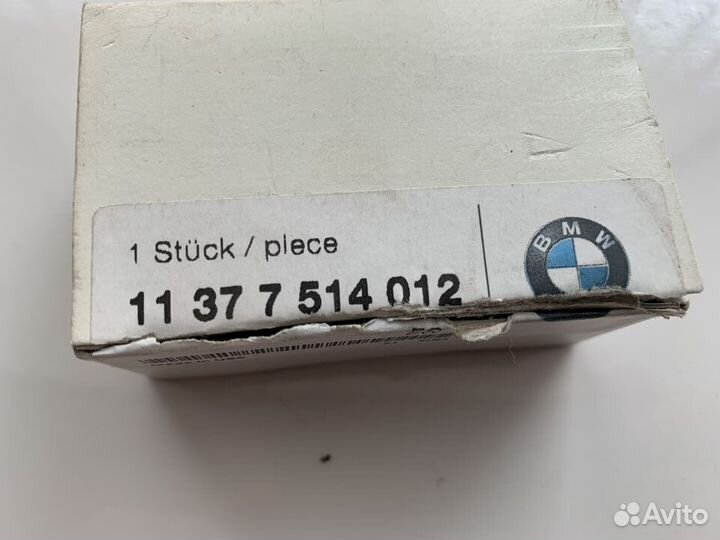 1 Stück / piece
11 37 7 514 012
BMW
Avito